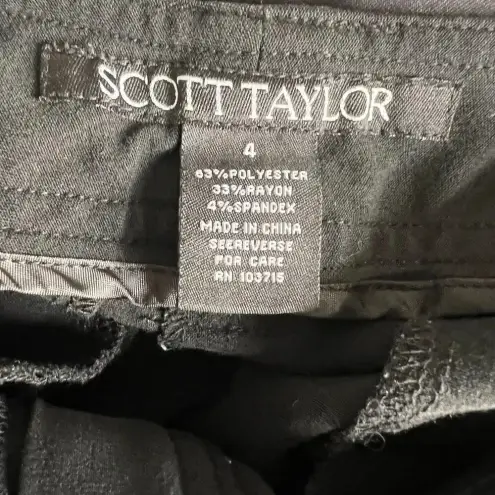 SCOTT TAYLOR
4
63%POLYESTER
33%RAYON
4%SPANDEX
MADE IN CHINA
SEEREVERSE
FOR CARE
RN 103715